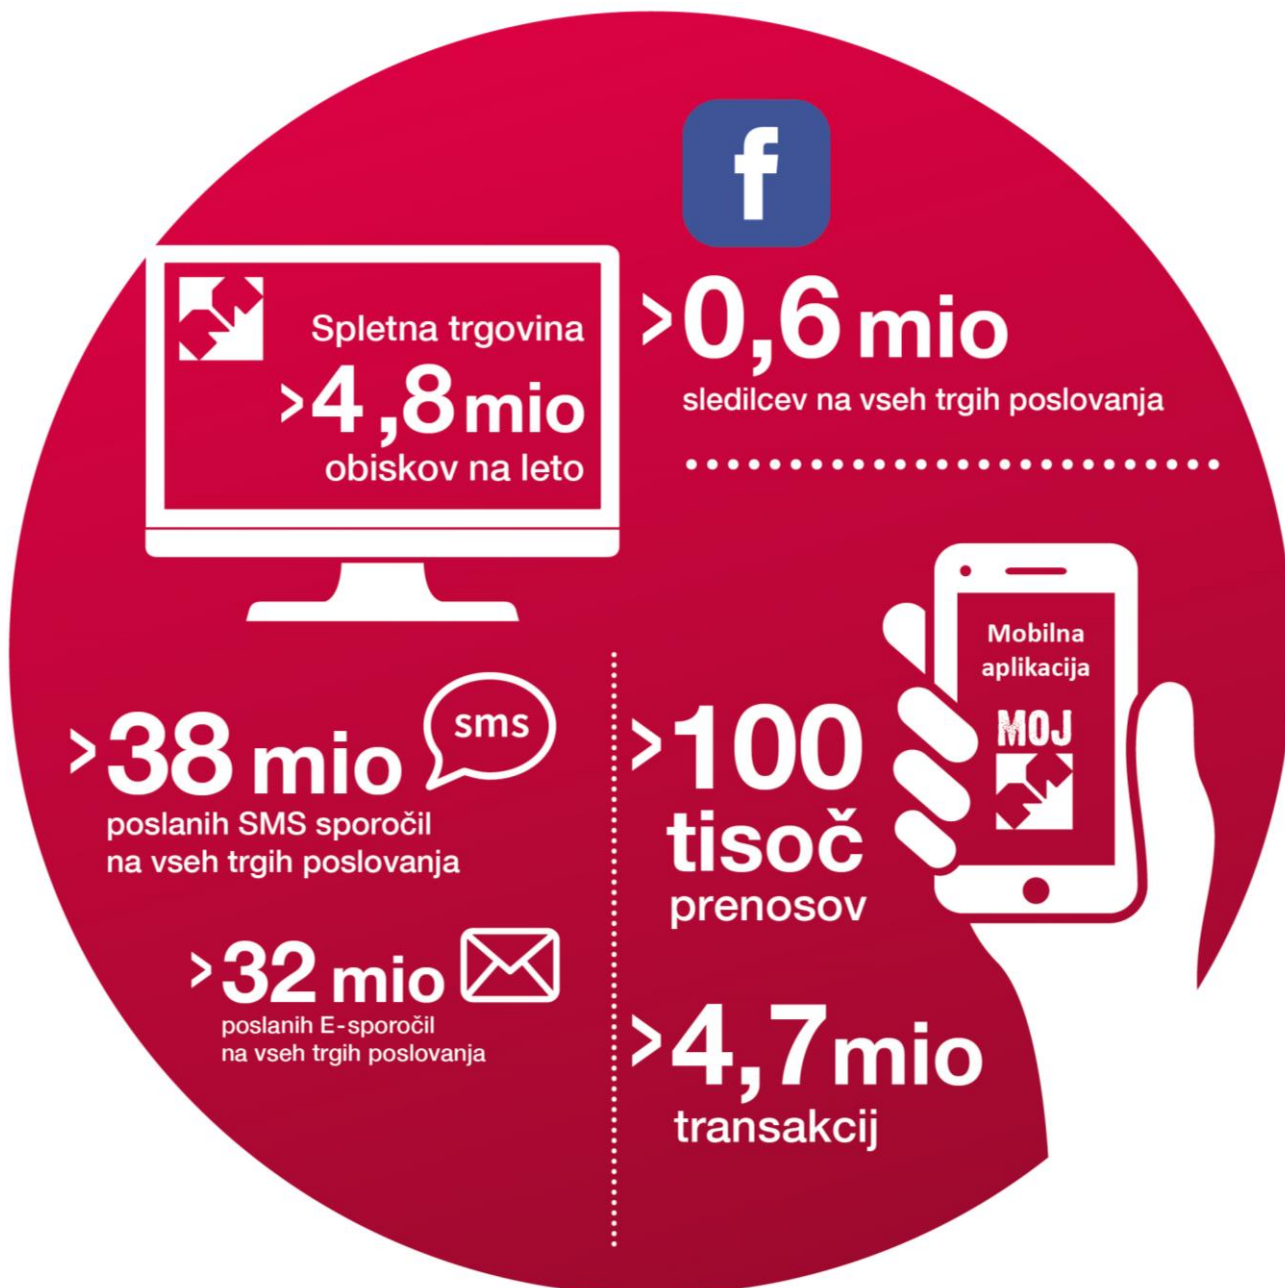 f
Spletna trgovina
>4,8 mio
obiskov na leto
>0,6 mio
sledilcev na vseh trgih poslovanja
>38 mio
sms
poslanih SMS sporočil
na vseh trgih poslovanja
>32 mio
poslanih E-sporočil
na vseh trgih poslovanja
Mobilna
aplikacija
MOJ
>100
tisoč
prenosov
>4,7 mio
transakcij